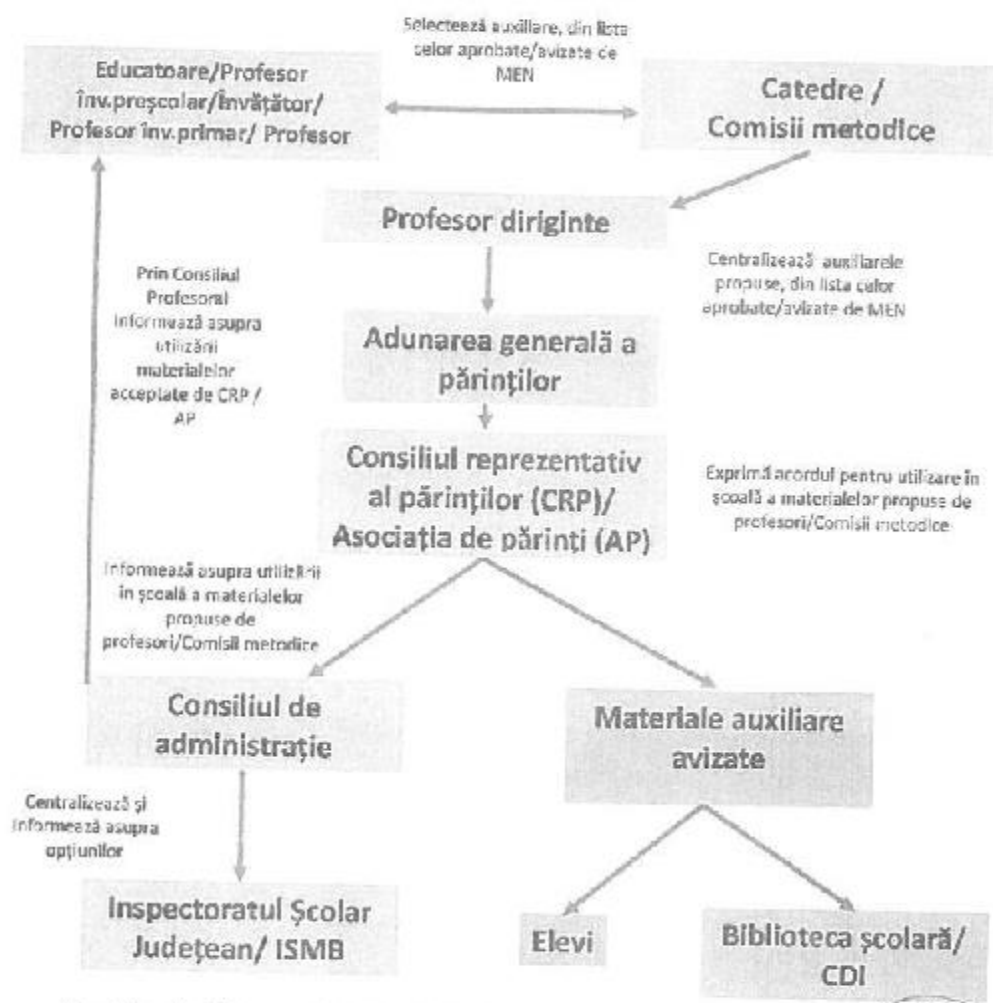 Selectează auxiliare, din lista
celor aprobate/avizate de
MEN
Educatoare/Profesor
înv.preșcolar/Învățător/
Profesor înv.primar/ Profesor
Catedre /
Comisii metodice
Profesor diriginte
Centralizează auxiliarele
propuse, din lista celor
aprobate/avizate de MEN
Prin Consiliul
Profesoral
informează asupra
utilizării
materialelor
acceptate de CRP /
AP
Adunarea generală a
părinților
Consiliul reprezentativ
al părinților (CRP)/
Asociația de părinți (AP)
Exprimă acordul pentru utilizare în
școală a materialelor propuse de
profesori/Comisii metodice
Informează asupra utilizării
în școală a materialelor
propuse de
profesori/Comisii metodice
Consiliul de
administrație
Materiale auxiliare
avizate
Centralizează și
informează asupra
opțiunilor
Inspectoratul Școlar
Județean/ ISMB
Elevi
Biblioteca școlară/
CDI